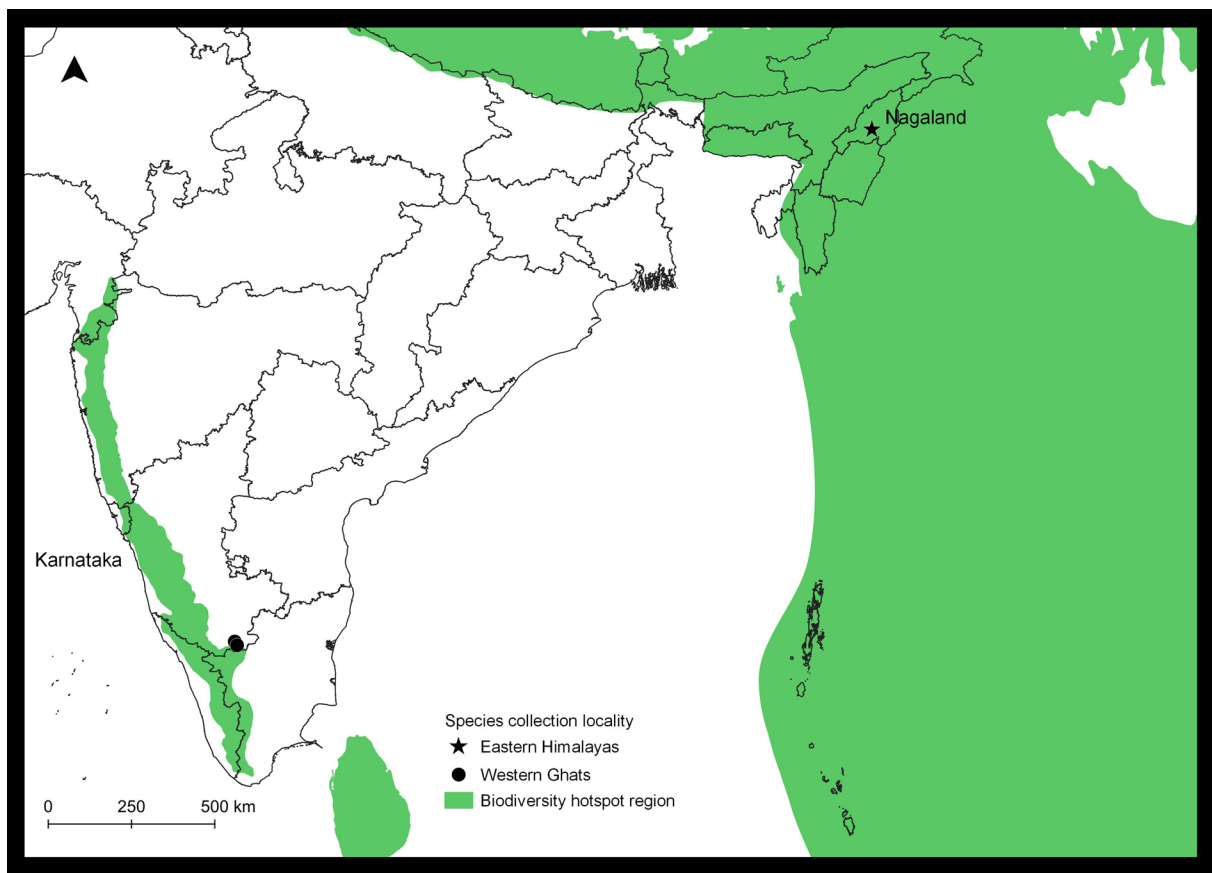 Nagaland
Karnataka
Species collection locality
Eastern Himalayas
Western Ghats
Biodiversity hotspot region
0 250 500 km